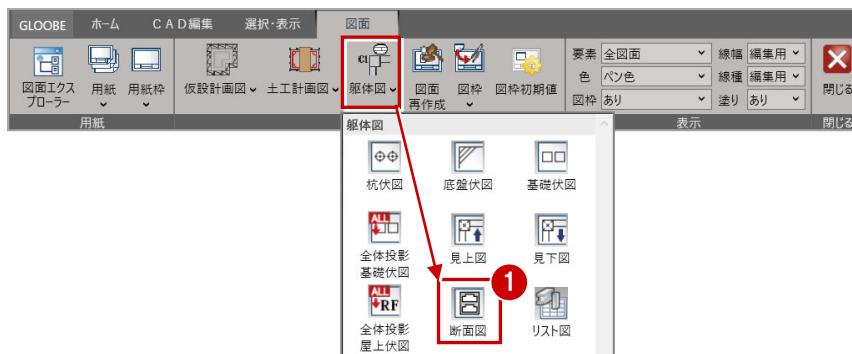 GLOOBE ホーム CAD編集 選択・表示 図面
図面エクス
プローラー
用紙 用紙枠
仮設計画図 土工計画図 躯体図
図面
再作成
図枠 図枠初期値
要素 全図面 線幅 編集用
色 ペン色 線種 編集用
図枠 あり 塗り あり
閉じる
用紙 表示 閉じる
躯体図
杭伏図 底盤伏図 基礎伏図
ALL
全体投影
基礎伏図
見上図 見下図
1
ALL
RF
全体投影
屋上伏図
断面図 リスト図